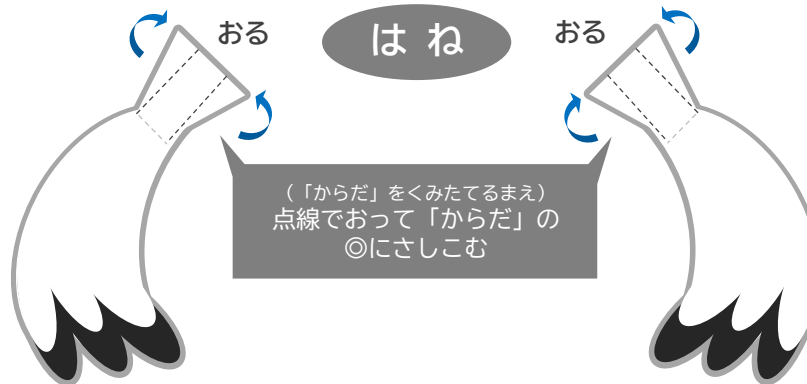 おる
はね
おる
(「からだ」をくみたてるまえ)
点線でおって「からだ」の
◎にさしこむ